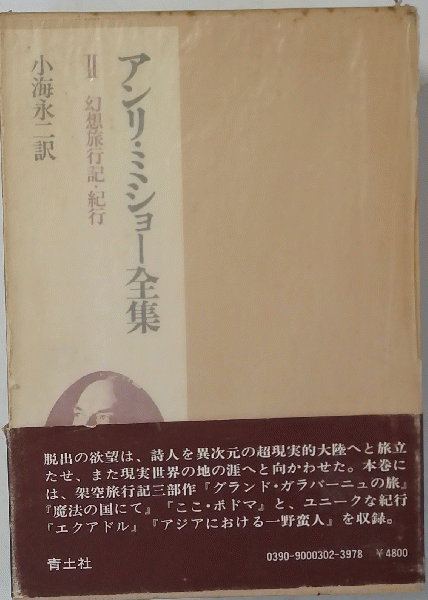 アンリ・ミショー全集
II 幻想旅行記・紀行
小海永二訳
脱出の欲望は、詩人を異次元の超現実的大陸へと旅立
たせ、また現実世界の地の涯へと向かわせた。本巻に
は、架空旅行記三部作『グランド・ガラバーニュの旅』
『魔法の国にて』『ここ・ポドマ』と、ユニークな紀行
『エクアドル』『アジアにおける一野蛮人』を収録。
青土社
0390-9000302-3978 ￥4800